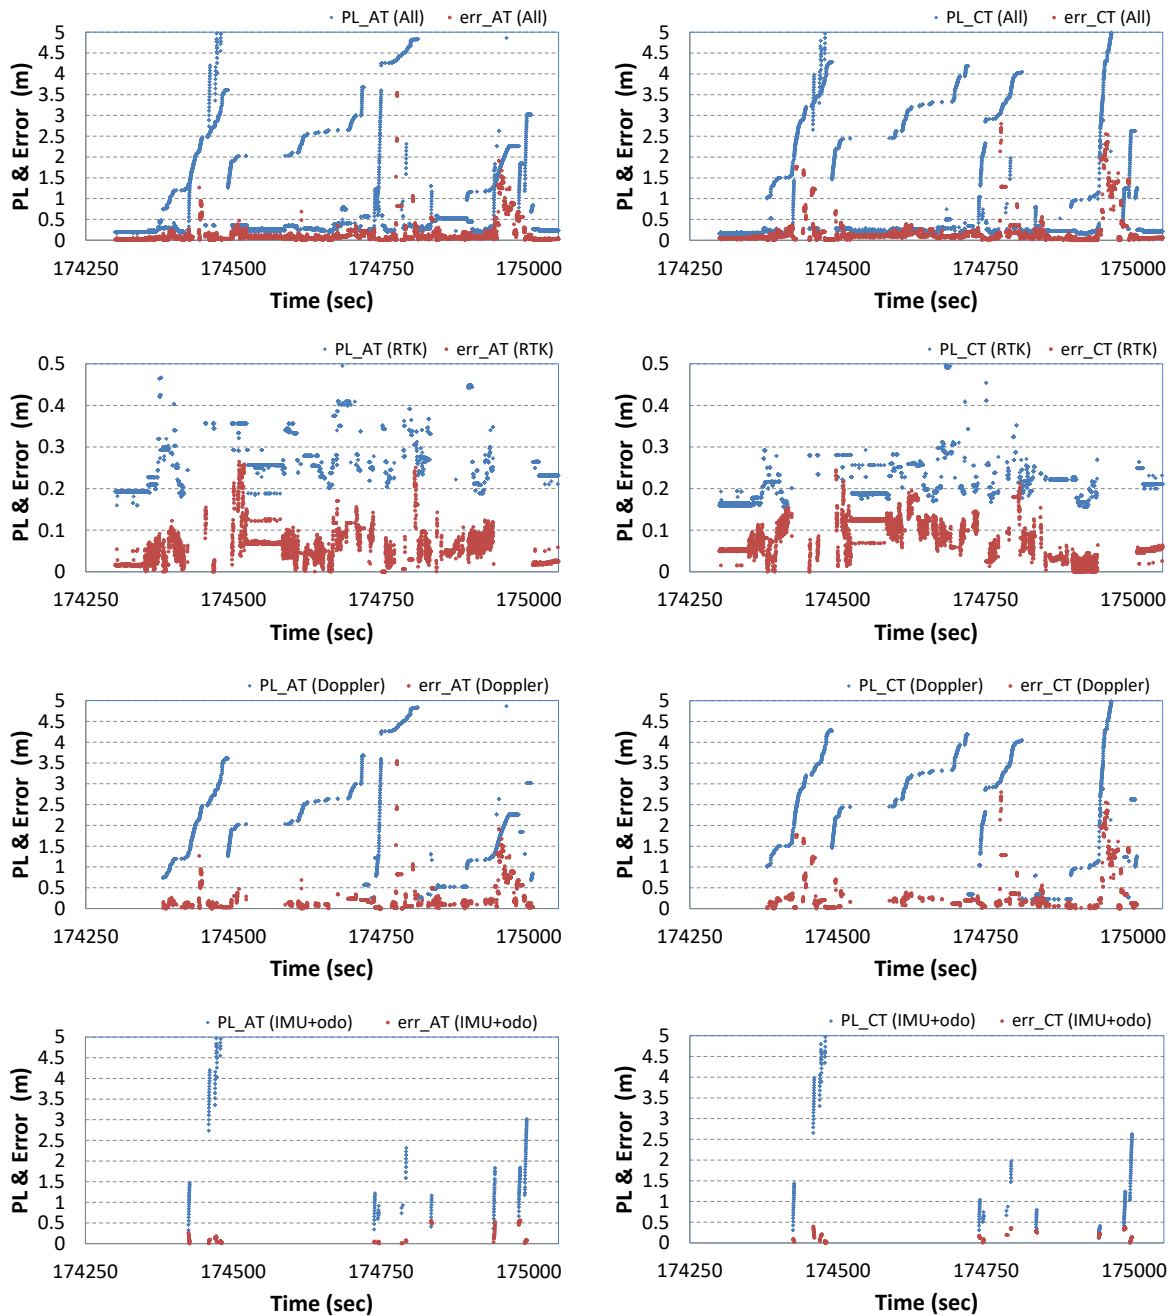 PL_AT (All) err_AT (All)
5
4.5
4
3.5
3
2.5
2
1.5
1
0.5
0
PL & Error (m)
174250 174500 174750 175000
Time (sec)
PL_CT (All) err_CT (All)
5
4.5
4
3.5
3
2.5
2
1.5
1
0.5
0
PL & Error (m)
174250 174500 174750 175000
Time (sec)
PL_AT (RTK) err_AT (RTK)
0.5
0.4
0.3
0.2
0.1
0
PL & Error (m)
174250 174500 174750 175000
Time (sec)
PL_CT (RTK) err_CT (RTK)
0.5
0.4
0.3
0.2
0.1
0
PL & Error (m)
174250 174500 174750 175000
Time (sec)
PL_AT (Doppler) err_AT (Doppler)
5
4.5
4
3.5
3
2.5
2
1.5
1
0.5
0
PL & Error (m)
174250 174500 174750 175000
Time (sec)
PL_CT (Doppler) err_CT (Doppler)
5
4.5
4
3.5
3
2.5
2
1.5
1
0.5
0
PL & Error (m)
174250 174500 174750 175000
Time (sec)
PL_AT (IMU+odo) err_AT (IMU+odo)
5
4.5
4
3.5
3
2.5
2
1.5
1
0.5
0
PL & Error (m)
174250 174500 174750 175000
Time (sec)
PL_CT (IMU+odo) err_CT (IMU+odo)
5
4.5
4
3.5
3
2.5
2
1.5
1
0.5
0
PL & Error (m)
174250 174500 174750 175000
Time (sec)